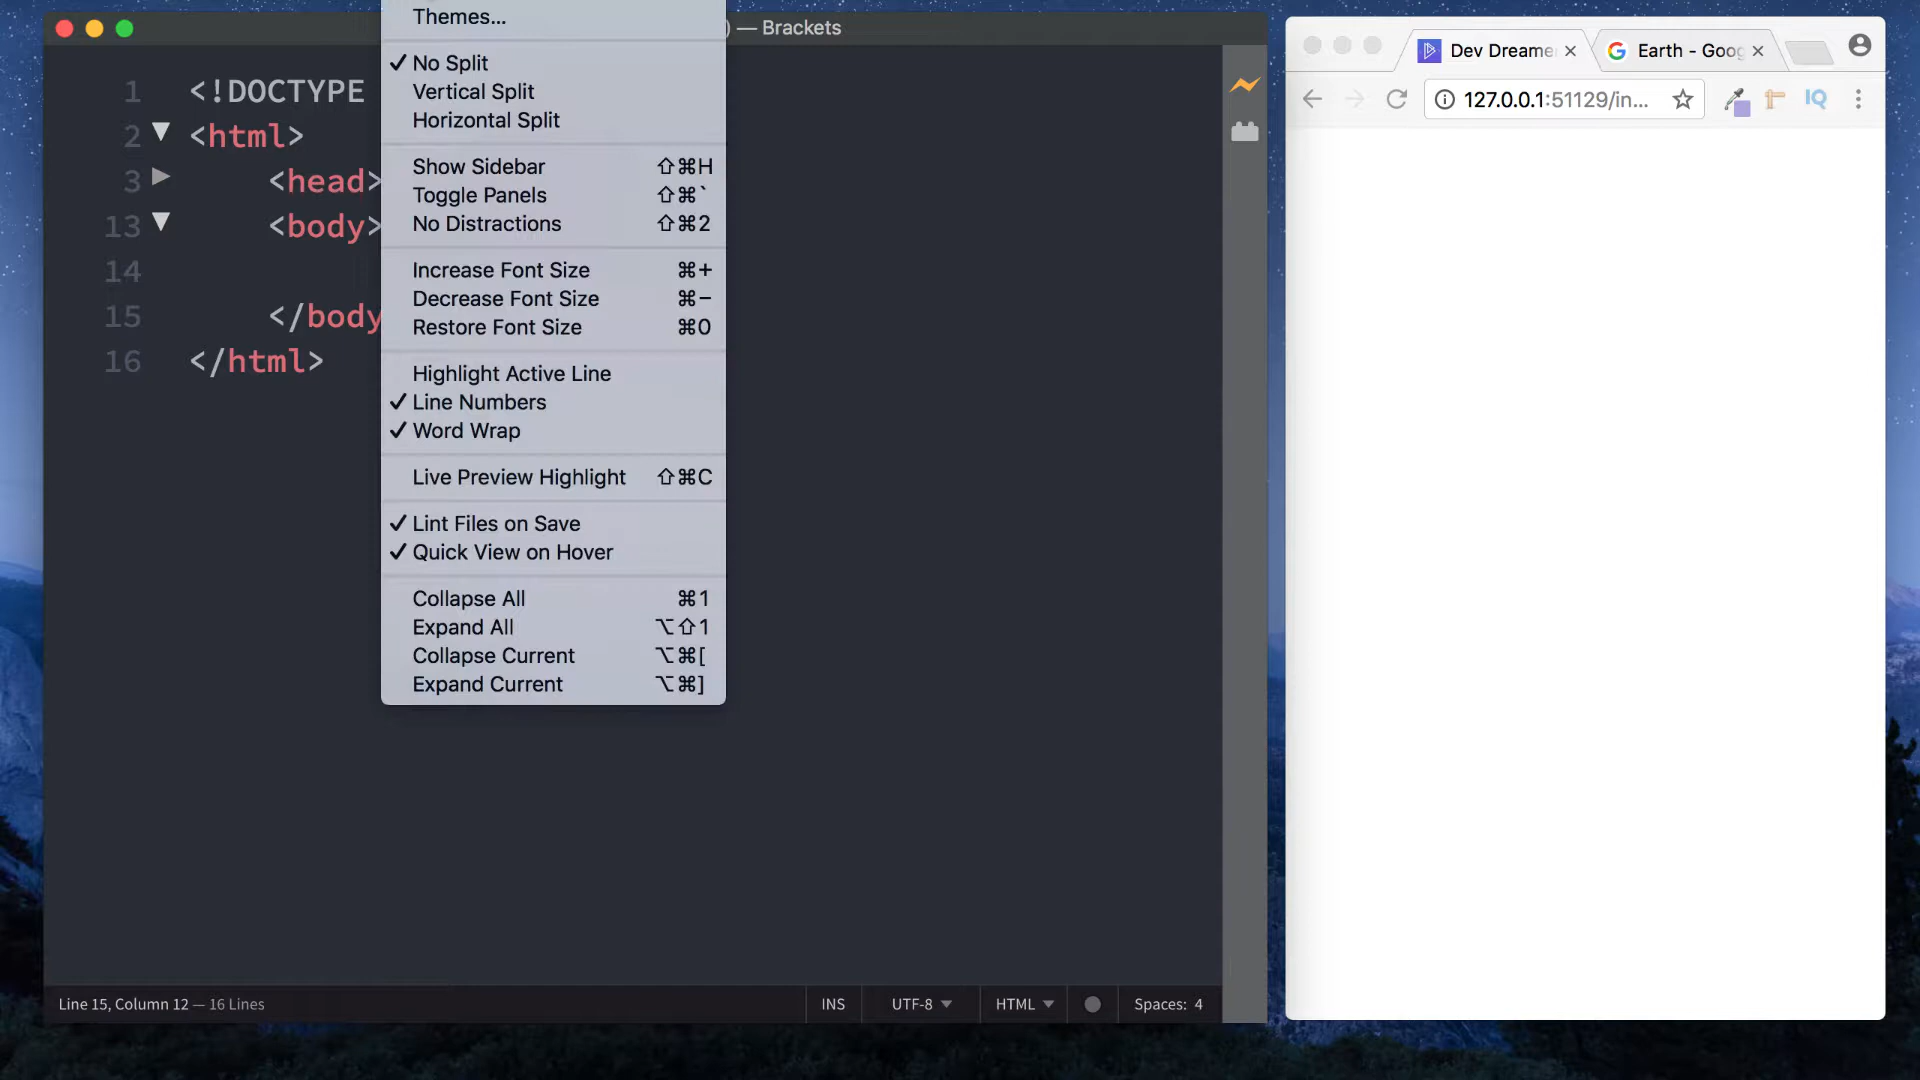 Themes...
) — Brackets
No Split
Vertical Split
Horizontal Split
Show Sidebar ⇧⌘H
Toggle Panels ⇧⌘`
No Distractions ⇧⌘2
Increase Font Size ⌘+
Decrease Font Size ⌘−
Restore Font Size ⌘0
Highlight Active Line
Line Numbers
Word Wrap
Live Preview Highlight ⇧⌘C
Lint Files on Save
Quick View on Hover
Collapse All ⌘1
Expand All ⌥⇧1
Collapse Current ⌥⌘[
Expand Current ⌥⌘]
1 <!DOCTYPE
2 <html>
3 <head>
13 <body>
14
15 </body
16 </html>
Line 15, Column 12 — 16 Lines
INS
UTF-8
HTML
Spaces: 4
Dev Dreame
Earth - Goog
127.0.0.1:51129/in...
IQ